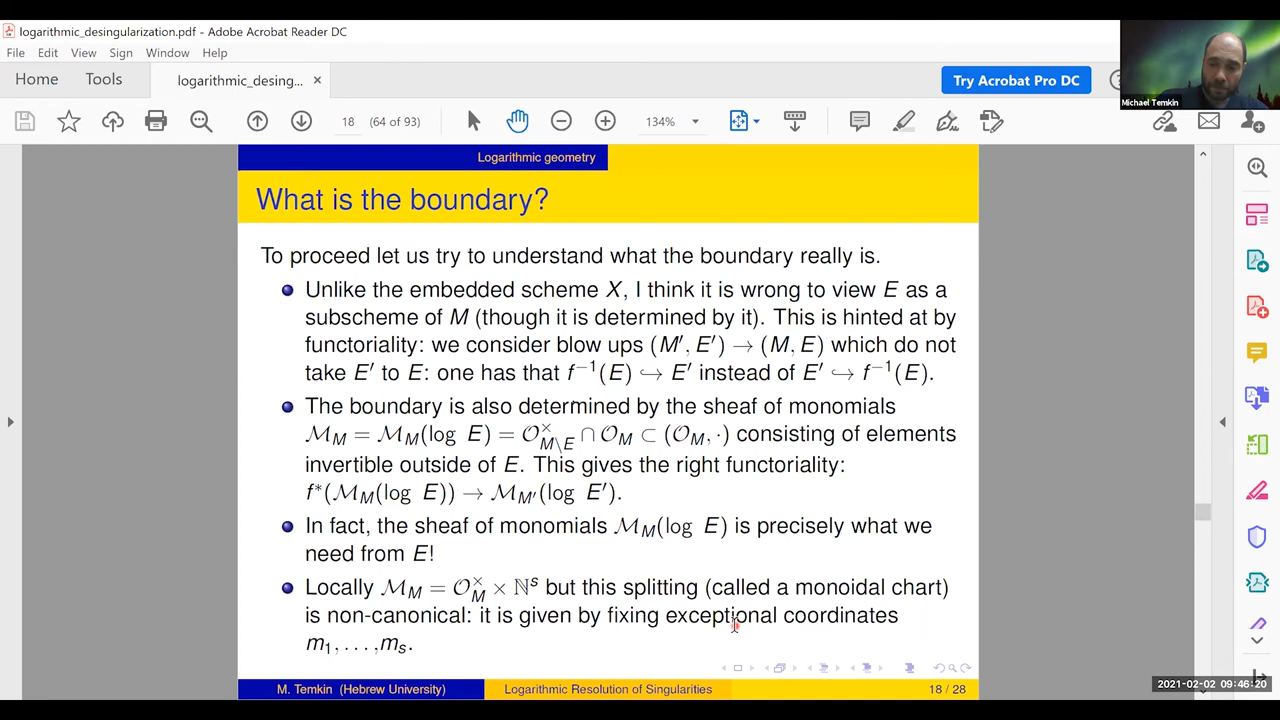 logarithmic_desingularization.pdf - Adobe Acrobat Reader DC
File Edit View Sign Window Help
Home Tools logarithmic_desing... × Try Acrobat Pro DC
Michael Temkin
18 (64 of 93) 134%
Logarithmic geometry
What is the boundary?
To proceed let us try to understand what the boundary really is.
Unlike the embedded scheme X, I think it is wrong to view E as a
subscheme of M (though it is determined by it). This is hinted at by
functoriality: we consider blow ups (M′, E′) → (M, E) which do not
take E′ to E: one has that f⁻¹(E) ↪ E′ instead of E′ ↪ f⁻¹(E).
The boundary is also determined by the sheaf of monomials
ℳ_M = ℳ_M(log E) = 𝒪^×_{M\E} ∩ 𝒪_M ⊂ (𝒪_M, ·) consisting of elements
invertible outside of E. This gives the right functoriality:
f*(ℳ_M(log E)) → ℳ_{M′}(log E′).
In fact, the sheaf of monomials ℳ_M(log E) is precisely what we
need from E!
Locally ℳ_M = 𝒪^×_M × ℕ^s but this splitting (called a monoidal chart)
is non-canonical: it is given by fixing exceptional coordinates
m₁, . . . ,m_s.
M. Temkin (Hebrew University) Logarithmic Resolution of Singularities 18 / 28
2021-02-02 09:46:20